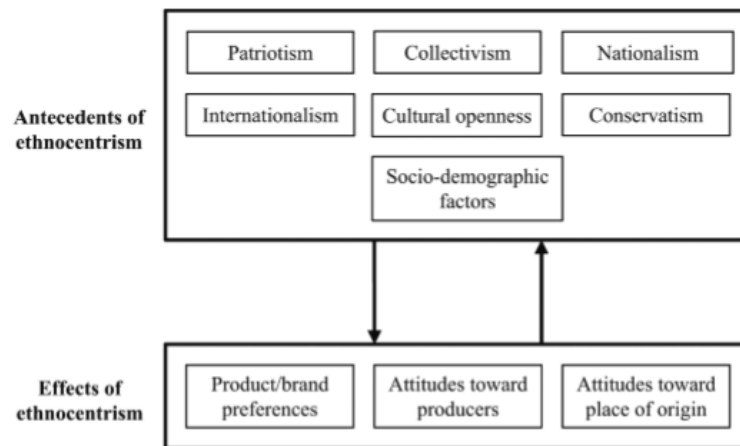 Patriotism
Collectivism
Nationalism
Antecedents of
ethnocentrism
Internationalism
Cultural openness
Conservatism
Socio-demographic
factors
Effects of
ethnocentrism
Product/brand
preferences
Attitudes toward
producers
Attitudes toward
place of origin